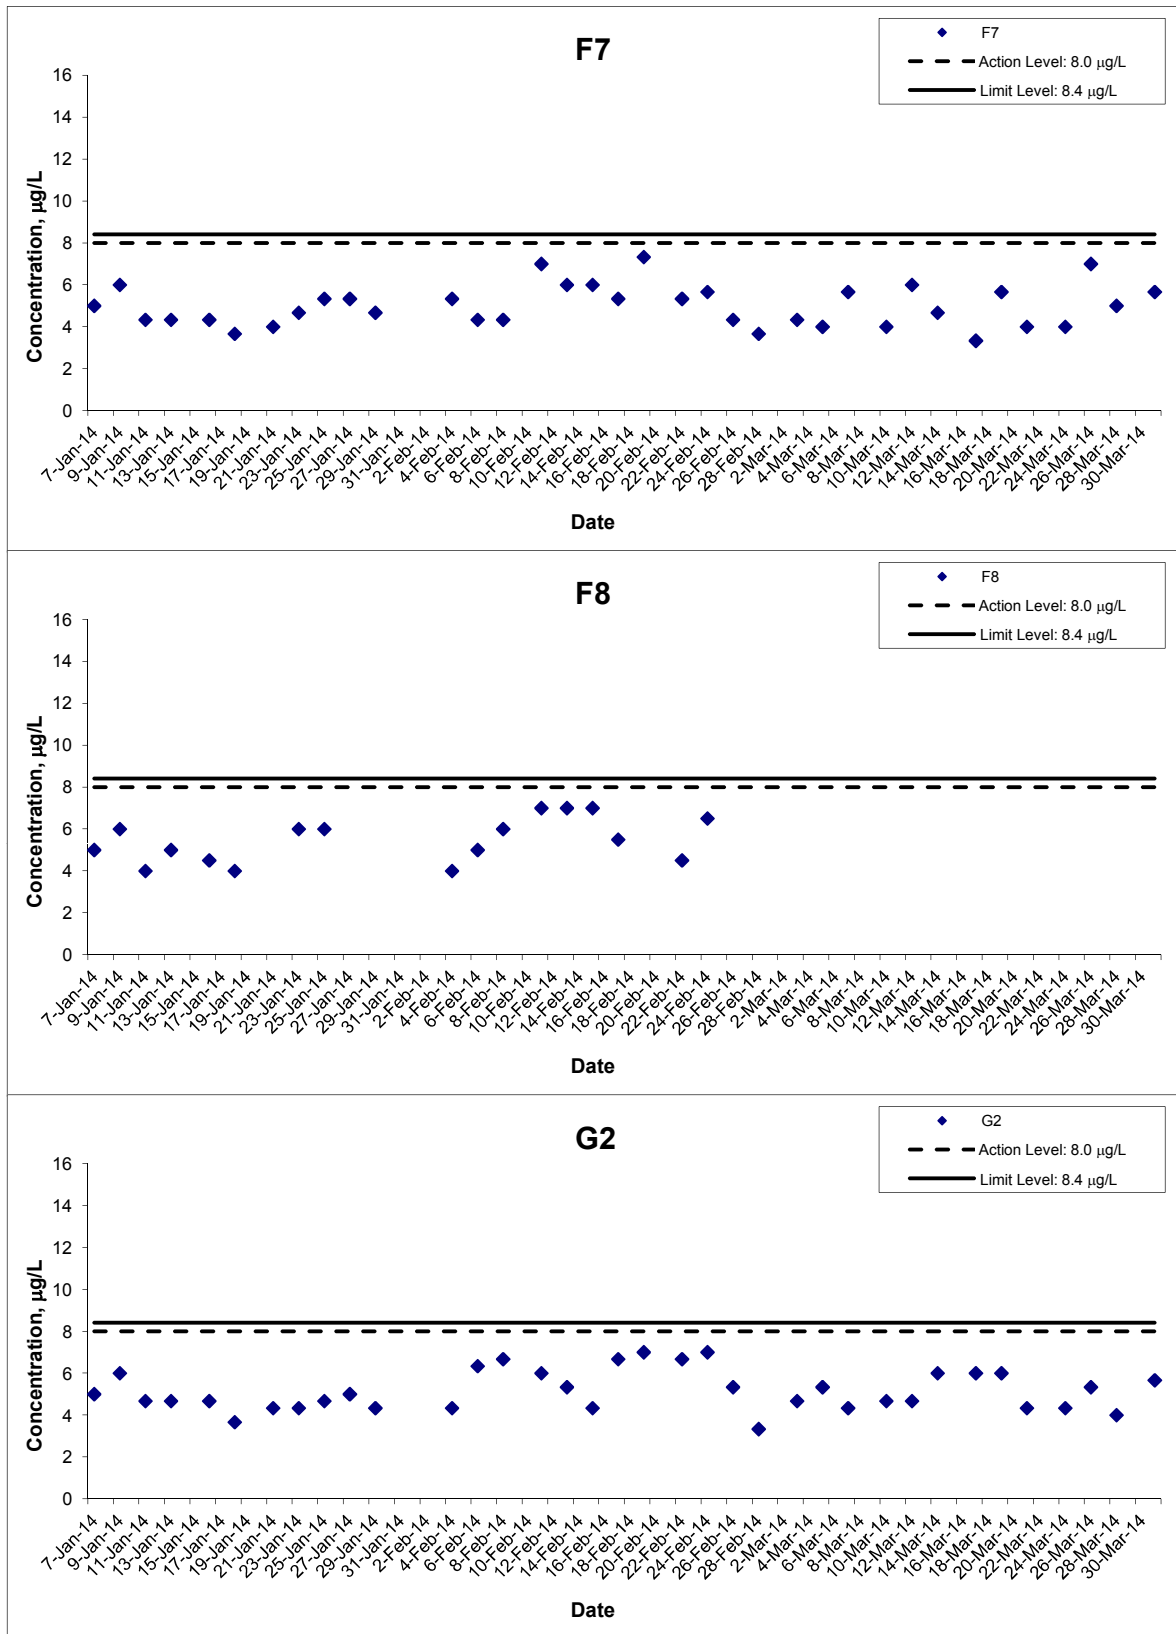 F7
F7
Action Level: 8.0 μg/L
Limit Level: 8.4 μg/L
Concentration, μg/L
16
14
12
10
8
6
4
2
0
7-Jan-14
9-Jan-14
11-Jan-14
13-Jan-14
15-Jan-14
17-Jan-14
19-Jan-14
21-Jan-14
23-Jan-14
25-Jan-14
27-Jan-14
29-Jan-14
31-Jan-14
2-Feb-14
4-Feb-14
6-Feb-14
8-Feb-14
10-Feb-14
12-Feb-14
14-Feb-14
16-Feb-14
18-Feb-14
20-Feb-14
22-Feb-14
24-Feb-14
26-Feb-14
28-Feb-14
2-Mar-14
4-Mar-14
6-Mar-14
8-Mar-14
10-Mar-14
12-Mar-14
14-Mar-14
16-Mar-14
18-Mar-14
20-Mar-14
22-Mar-14
24-Mar-14
26-Mar-14
28-Mar-14
30-Mar-14
Date
F8
F8
Action Level: 8.0 μg/L
Limit Level: 8.4 μg/L
Concentration, μg/L
16
14
12
10
8
6
4
2
0
7-Jan-14
9-Jan-14
11-Jan-14
13-Jan-14
15-Jan-14
17-Jan-14
19-Jan-14
21-Jan-14
23-Jan-14
25-Jan-14
27-Jan-14
29-Jan-14
31-Jan-14
2-Feb-14
4-Feb-14
6-Feb-14
8-Feb-14
10-Feb-14
12-Feb-14
14-Feb-14
16-Feb-14
18-Feb-14
20-Feb-14
22-Feb-14
24-Feb-14
26-Feb-14
28-Feb-14
2-Mar-14
4-Mar-14
6-Mar-14
8-Mar-14
10-Mar-14
12-Mar-14
14-Mar-14
16-Mar-14
18-Mar-14
20-Mar-14
22-Mar-14
24-Mar-14
26-Mar-14
28-Mar-14
30-Mar-14
Date
G2
G2
Action Level: 8.0 μg/L
Limit Level: 8.4 μg/L
Concentration, μg/L
16
14
12
10
8
6
4
2
0
7-Jan-14
9-Jan-14
11-Jan-14
13-Jan-14
15-Jan-14
17-Jan-14
19-Jan-14
21-Jan-14
23-Jan-14
25-Jan-14
27-Jan-14
29-Jan-14
31-Jan-14
2-Feb-14
4-Feb-14
6-Feb-14
8-Feb-14
10-Feb-14
12-Feb-14
14-Feb-14
16-Feb-14
18-Feb-14
20-Feb-14
22-Feb-14
24-Feb-14
26-Feb-14
28-Feb-14
2-Mar-14
4-Mar-14
6-Mar-14
8-Mar-14
10-Mar-14
12-Mar-14
14-Mar-14
16-Mar-14
18-Mar-14
20-Mar-14
22-Mar-14
24-Mar-14
26-Mar-14
28-Mar-14
30-Mar-14
Date